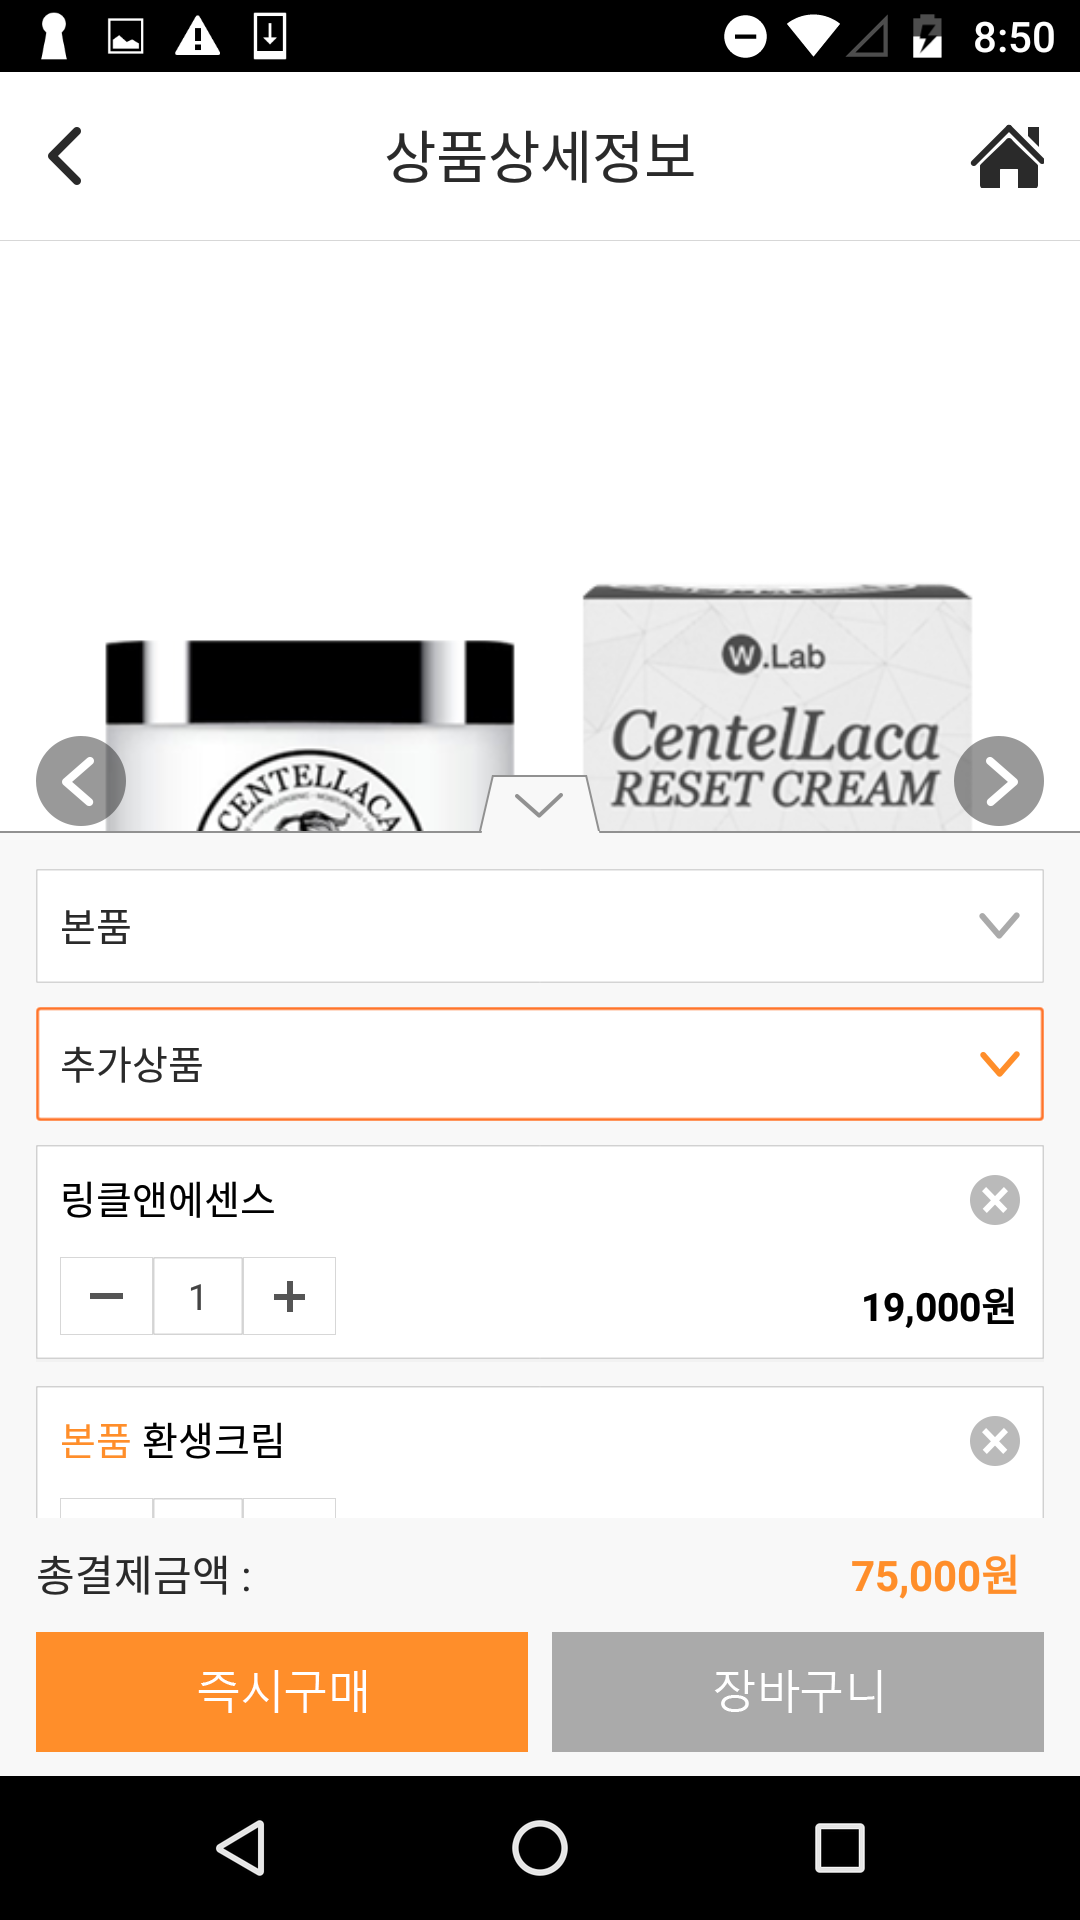 8:50
상품상세정보
W.Lab
CentelLaca
RESET CREAM
CENTELLACA
본품
추가상품
링클앤에센스
1
19,000원
본품 환생크림
총결제금액 :
75,000원
즉시구매
장바구니